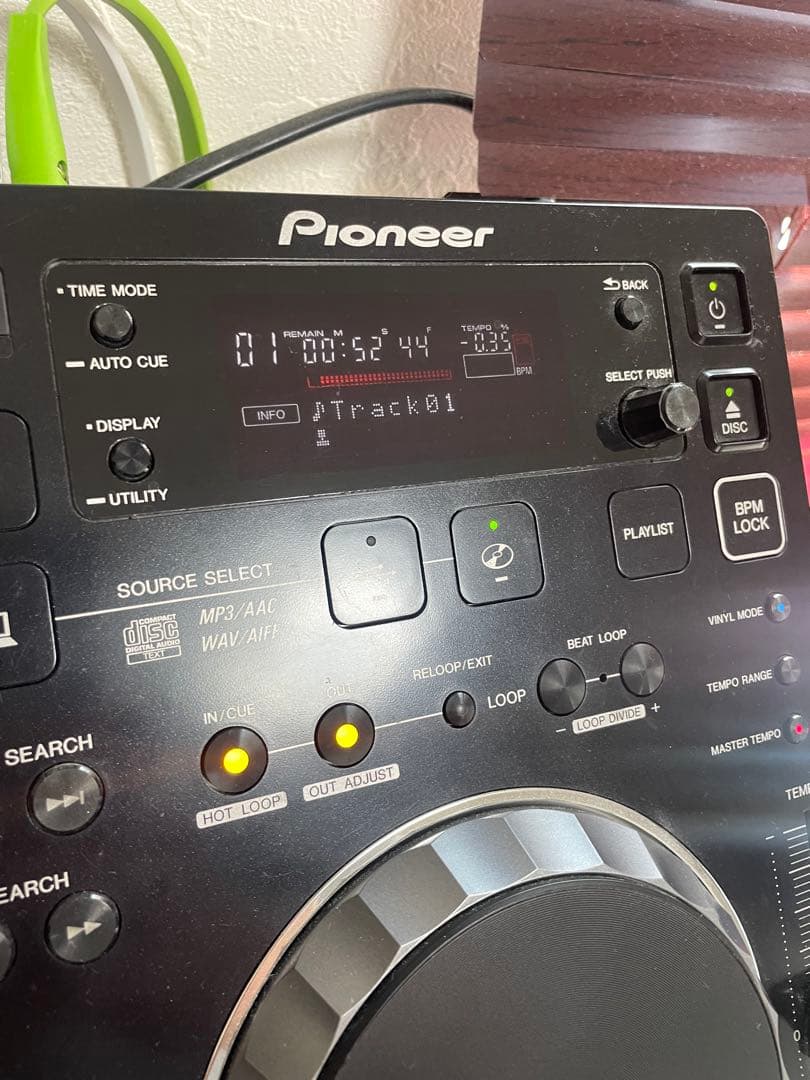 Pioneer
TIME MODE
AUTO CUE
DISPLAY
UTILITY
REMAIN M S F
01 00:52 44
TEMPO %
-0.35
BPM
INFO
♪Track01
BACK
SELECT PUSH
DISC
SOURCE SELECT
PLAYLIST
BPM
LOCK
COMPACT
disc
DIGITAL AUDIO
TEXT
MP3/AAC
WAV/AIFF
VINYL MODE
TEMPO RANGE
MASTER TEMPO
IN/CUE
OUT
RELOOP/EXIT
LOOP
BEAT LOOP
− LOOP DIVIDE +
HOT LOOP
OUT ADJUST
SEARCH
EARCH
TEMP
0